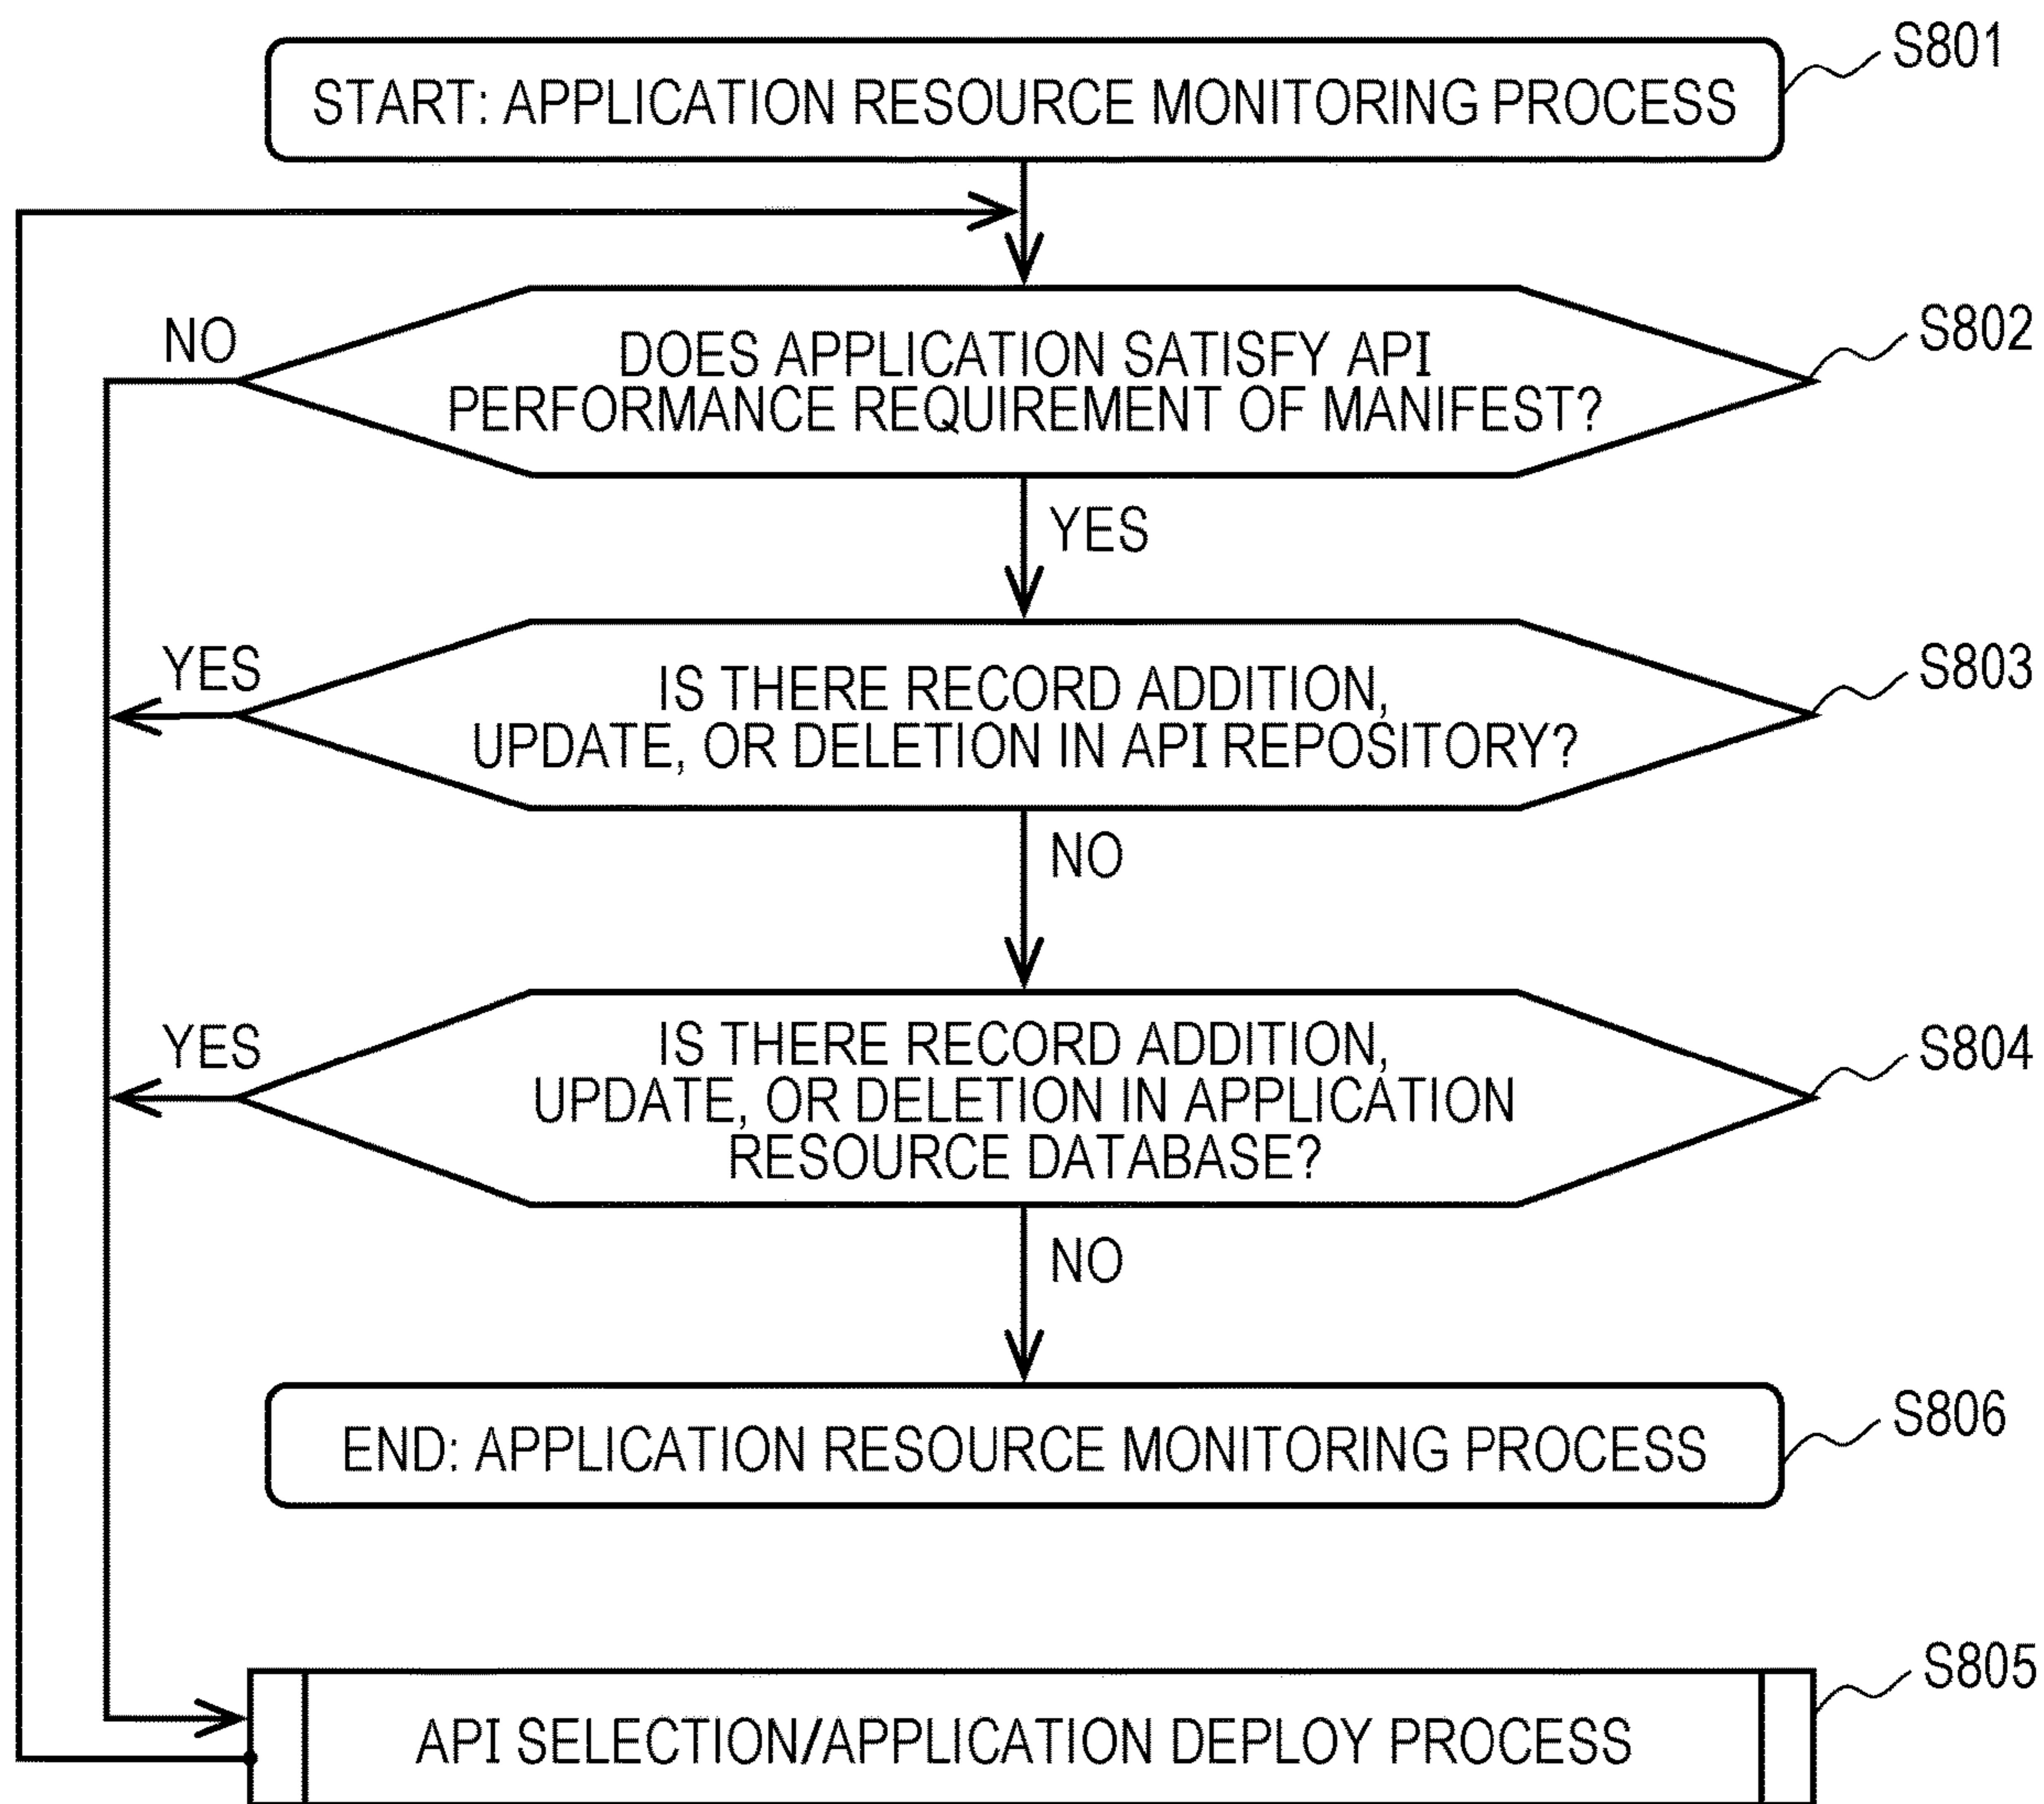 START: APPLICATION RESOURCE MONITORING PROCESS
S801
NO
DOES APPLICATION SATISFY API
PERFORMANCE REQUIREMENT OF MANIFEST?
S802
YES
YES
IS THERE RECORD ADDITION,
UPDATE, OR DELETION IN API REPOSITORY?
S803
NO
YES
IS THERE RECORD ADDITION,
UPDATE, OR DELETION IN APPLICATION
RESOURCE DATABASE?
S804
NO
END: APPLICATION RESOURCE MONITORING PROCESS
S806
API SELECTION/APPLICATION DEPLOY PROCESS
S805